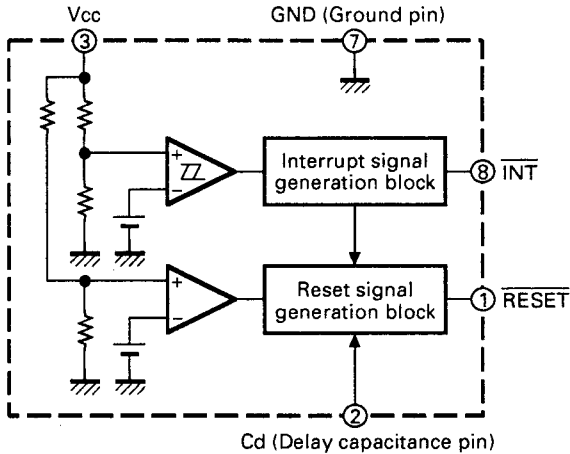 Vcc
GND (Ground pin)
3
7
+
−
Interrupt signal
generation block
8 INT
+
−
Reset signal
generation block
1 RESET
2
Cd (Delay capacitance pin)